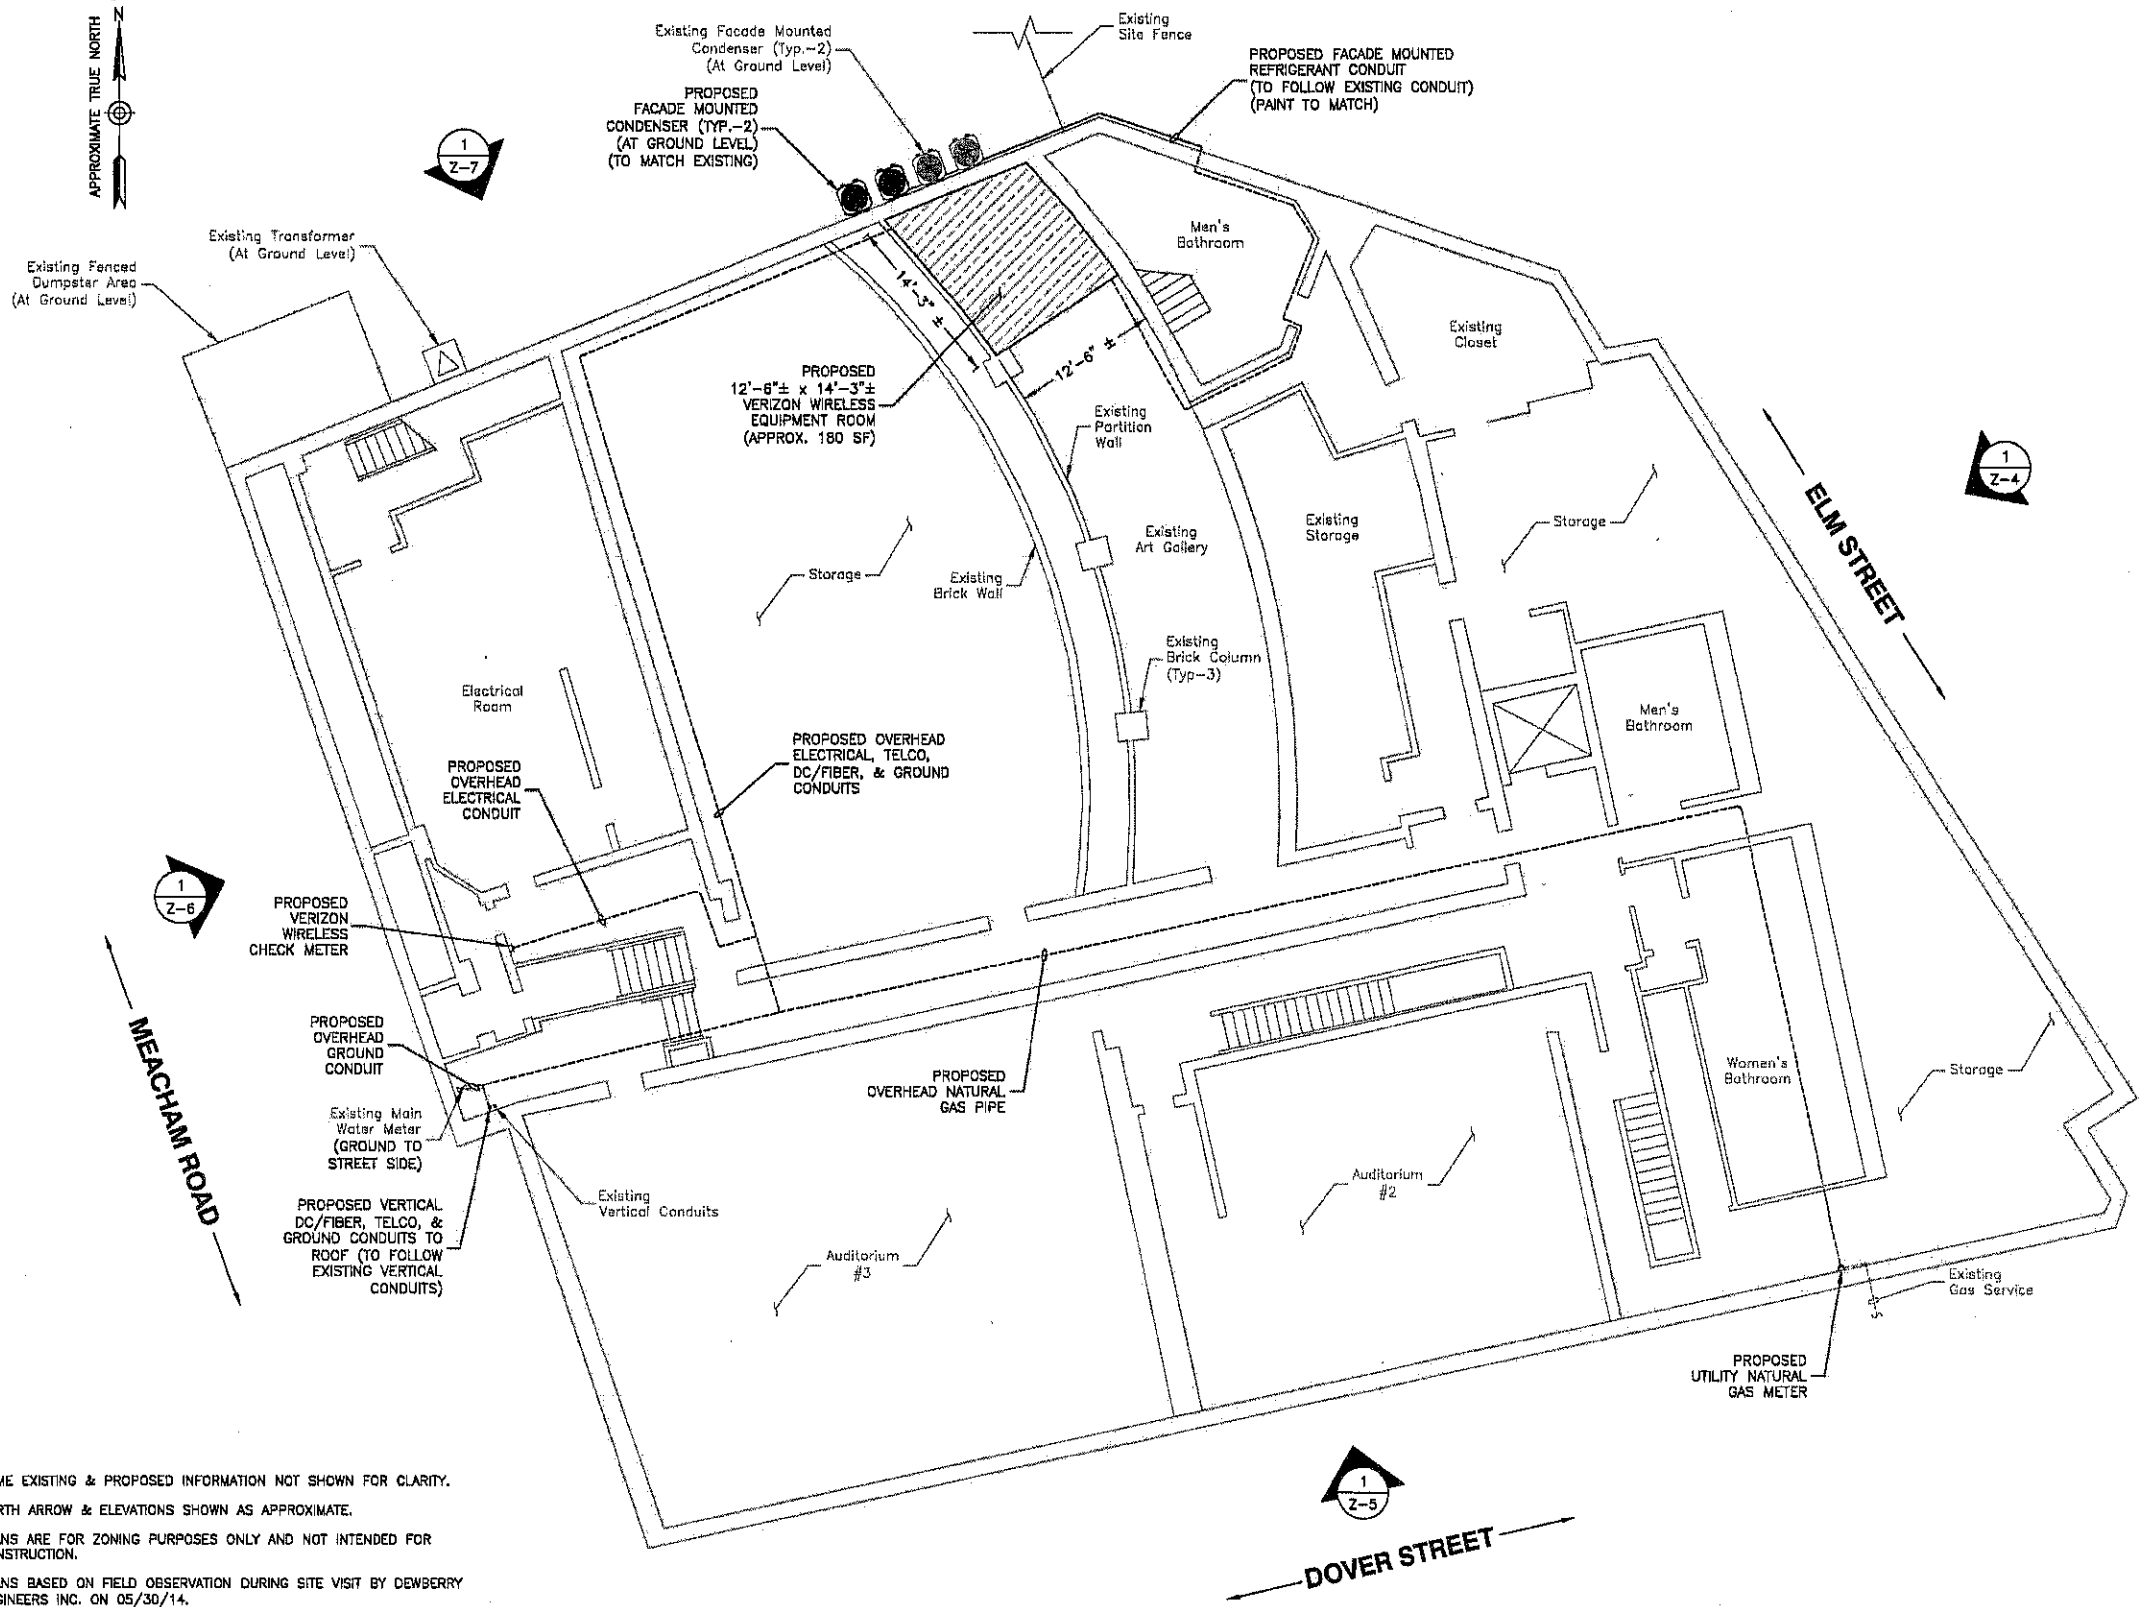 APPROXIMATE TRUE NORTH
N
Existing Facade Mounted
Condenser (Typ.-2)
(At Ground Level)
Existing
Site Fence
PROPOSED FACADE MOUNTED
REFRIGERANT CONDUIT
(TO FOLLOW EXISTING CONDUIT)
(PAINT TO MATCH)
PROPOSED
FACADE MOUNTED
CONDENSER (TYP.-2)
(AT GROUND LEVEL)
(TO MATCH EXISTING)
1
Z-7
Existing Transformer
(At Ground Level)
Existing Fenced
Dumpster Area
(At Ground Level)
Men's
Bathroom
14'-3" ±
12'-6" ±
Existing
Closet
PROPOSED
12'-6"± x 14'-3"±
VERIZON WIRELESS
EQUIPMENT ROOM
(APPROX. 180 SF)
Existing
Partition
Wall
1
Z-4
ELM STREET
Storage
Existing
Storage
Existing
Art Gallery
Storage
Existing
Brick Wall
Existing
Brick Column
(Typ-3)
Electrical
Room
Men's
Bathroom
PROPOSED OVERHEAD
ELECTRICAL, TELCO,
DC/FIBER, & GROUND
CONDUITS
PROPOSED
OVERHEAD
ELECTRICAL
CONDUIT
1
Z-6
PROPOSED
VERIZON
WIRELESS
CHECK METER
MEACHAM ROAD
PROPOSED
OVERHEAD
GROUND
CONDUIT
PROPOSED
OVERHEAD NATURAL
GAS PIPE
Women's
Bathroom
Storage
Existing Main
Water Meter
(GROUND TO
STREET SIDE)
Existing
Vertical Conduits
PROPOSED VERTICAL
DC/FIBER, TELCO, &
GROUND CONDUITS TO
ROOF (TO FOLLOW
EXISTING VERTICAL
CONDUITS)
Auditorium
#3
Auditorium
#2
Existing
Gas Service
PROPOSED
UTILITY NATURAL
GAS METER
1
Z-5
DOVER STREET
ME EXISTING & PROPOSED INFORMATION NOT SHOWN FOR CLARITY.
RTH ARROW & ELEVATIONS SHOWN AS APPROXIMATE.
ANS ARE FOR ZONING PURPOSES ONLY AND NOT INTENDED FOR
NSTRUCTION.
ANS BASED ON FIELD OBSERVATION DURING SITE VISIT BY DEWBERRY
GINEERS INC. ON 05/30/14.